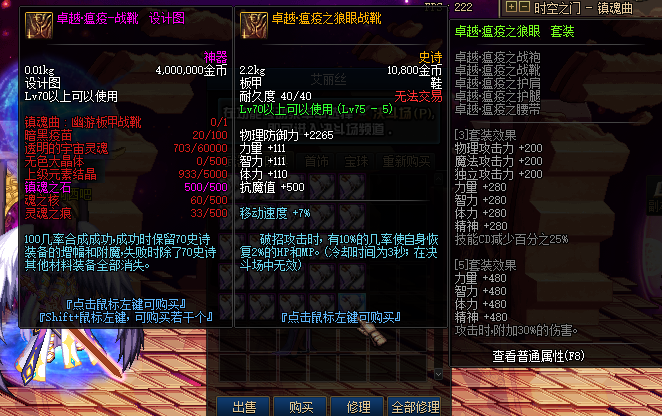 222
时空之门 - 镇魂曲
卓越·瘟疫-战靴 设计图
神器
0.01kg 4,000,000金币
设计图
Lv70以上可以使用
镇魂曲：幽游板甲战靴 0/1
暗黑疫苗 20/100
透明的宇宙灵魂 703/60000
无色大晶体 0/500
上级元素结晶 933/5000
镇魂之石 500/500
魂之核 60/500
灵魂之痕 33/500
100几率合成成功,成功时保留70史诗
装备的增幅和附魔,失败时除了70史诗
其他材料装备全部消失。
『点击鼠标左键可购买』
『Shift+鼠标左键，可购买若干个』
卓越·瘟疫之狼眼战靴
史诗
2.2kg 10,800金币
板甲 鞋
耐久度 40/40 无法交易
Lv70以上可以使用 (Lv75 - 5)
物理防御力 +2265
力量 +111
智力 +111
体力 +110
抗魔值 +500
移动速度 +7%
破招攻击时, 有10%的几率使自身恢
复2%的HP和MP。(冷却时间为3秒, 在决
斗场中无效)
『点击鼠标左键可购买』
卓越·瘟疫之狼眼 套装
卓越·瘟疫之战袍
卓越·瘟疫之战靴
卓越·瘟疫之护肩
卓越·瘟疫之护腿
卓越·瘟疫之腰带
[3]套装效果
物理攻击力 +200
魔法攻击力 +200
独立攻击力 +200
力量 +280
智力 +280
体力 +280
精神 +280
技能CD减少百分之25%
[5]套装效果
力量 +480
智力 +480
体力 +480
精神 +480
攻击时,附加30%的伤害。
查看普通属性(F8)
艾丽丝
首饰 宝珠 重新购买
出售 购买 修理 全部修理